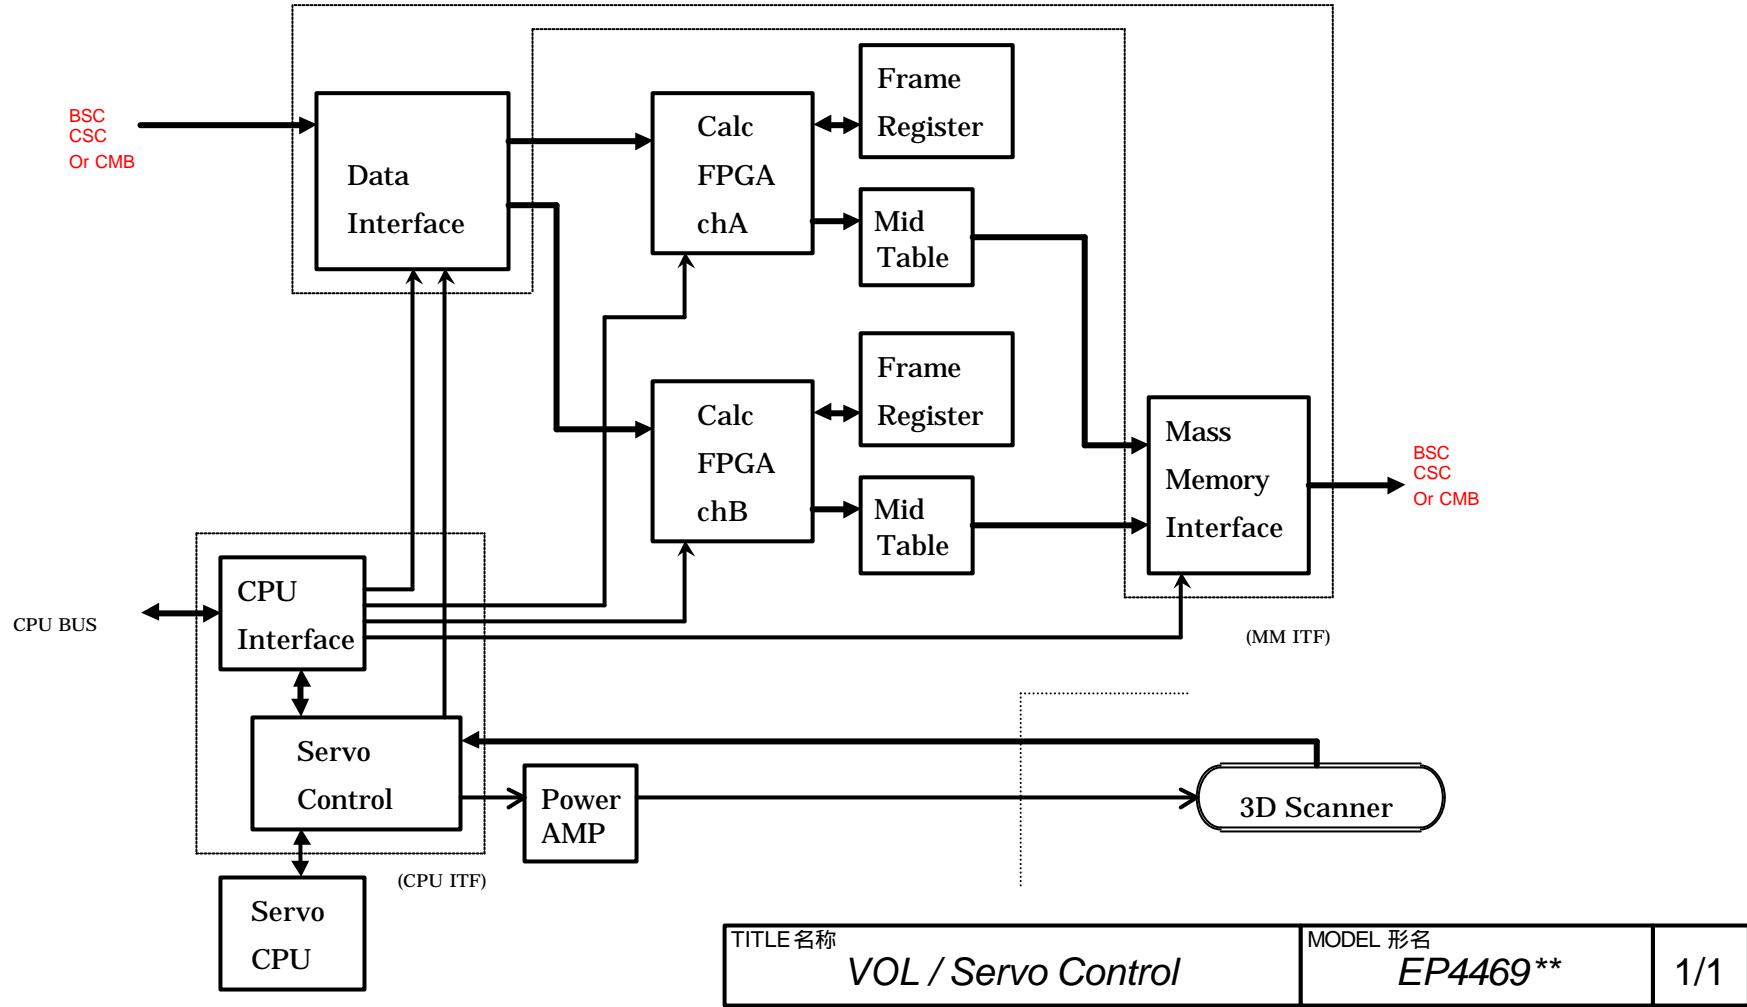 BSC
CSC
Or CMB
Data
Interface
Calc
FPGA
chA
Frame
Register
Mid
Table
Calc
FPGA
chB
Frame
Register
Mid
Table
Mass
Memory
Interface
BSC
CSC
Or CMB
CPU BUS
CPU
Interface
(MM ITF)
Servo
Control
Power
AMP
3D Scanner
(CPU ITF)
Servo
CPU
TITLE 名称
VOL / Servo Control
MODEL 形名
EP4469**
1/1